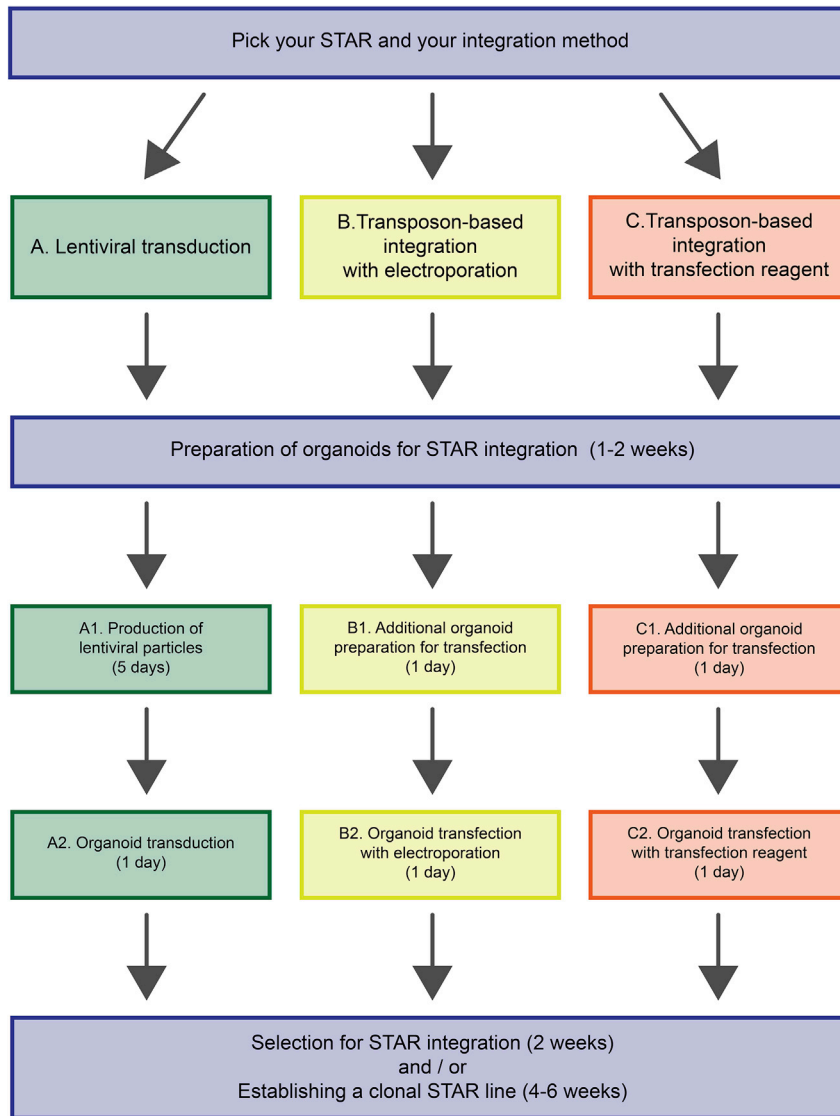 Pick your STAR and your integration method
A. Lentiviral transduction
B.Transposon-based
integration
with electroporation
C.Transposon-based
integration
with transfection reagent
Preparation of organoids for STAR integration (1-2 weeks)
A1. Production of
lentiviral particles
(5 days)
B1. Additional organoid
preparation for transfection
(1 day)
C1. Additional organoid
preparation for transfection
(1 day)
A2. Organoid transduction
(1 day)
B2. Organoid transfection
with electroporation
(1 day)
C2. Organoid transfection
with transfection reagent
(1 day)
Selection for STAR integration (2 weeks)
and / or
Establishing a clonal STAR line (4-6 weeks)